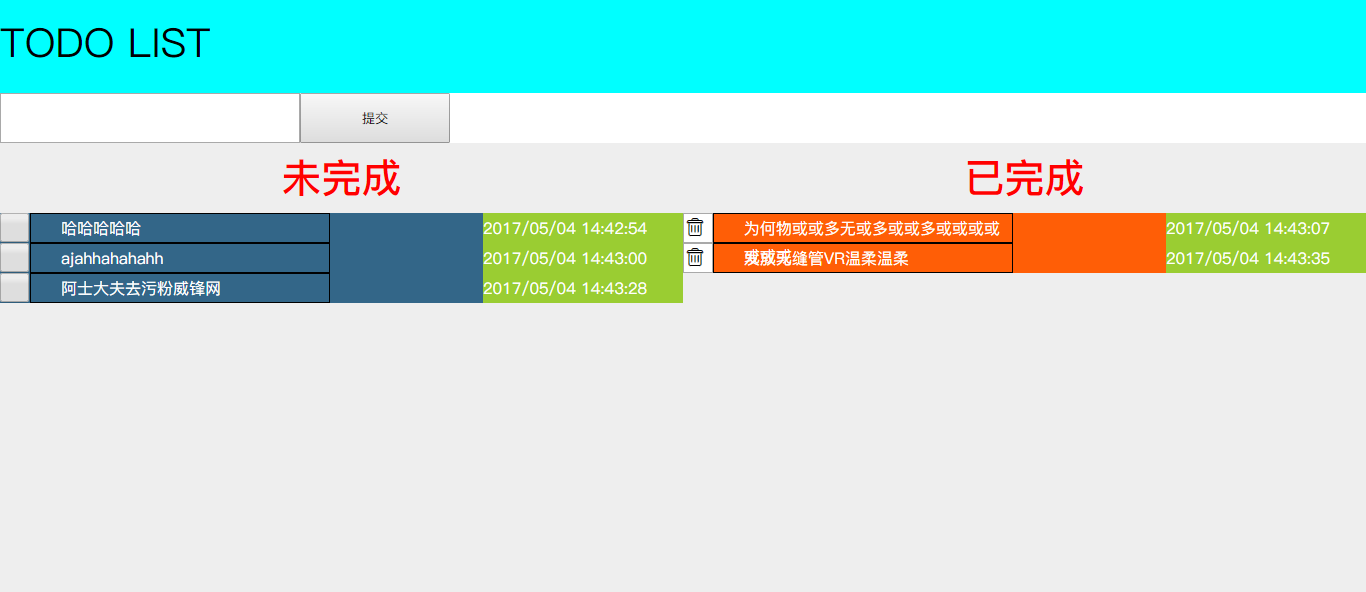 TODO LIST
提交
未完成
哈哈哈哈哈 2017/05/04 14:42:54
ajahhahahahh 2017/05/04 14:43:00
阿士大夫去污粉威锋网 2017/05/04 14:43:28
已完成
为何物或或多无或多或或多或或或或 2017/05/04 14:43:07
缝管VR温柔温柔 2017/05/04 14:43:35